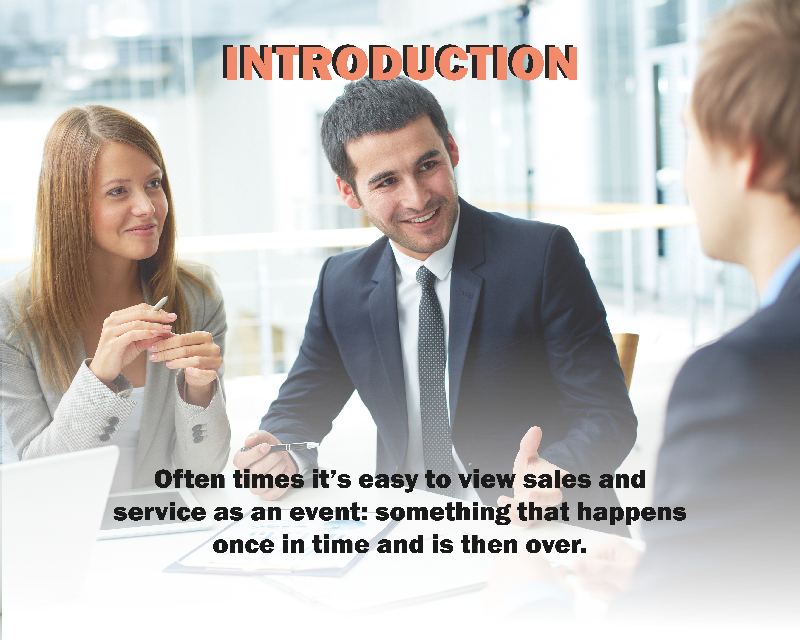 INTRODUCTION
Often times it’s easy to view sales and
service as an event: something that happens
once in time and is then over.